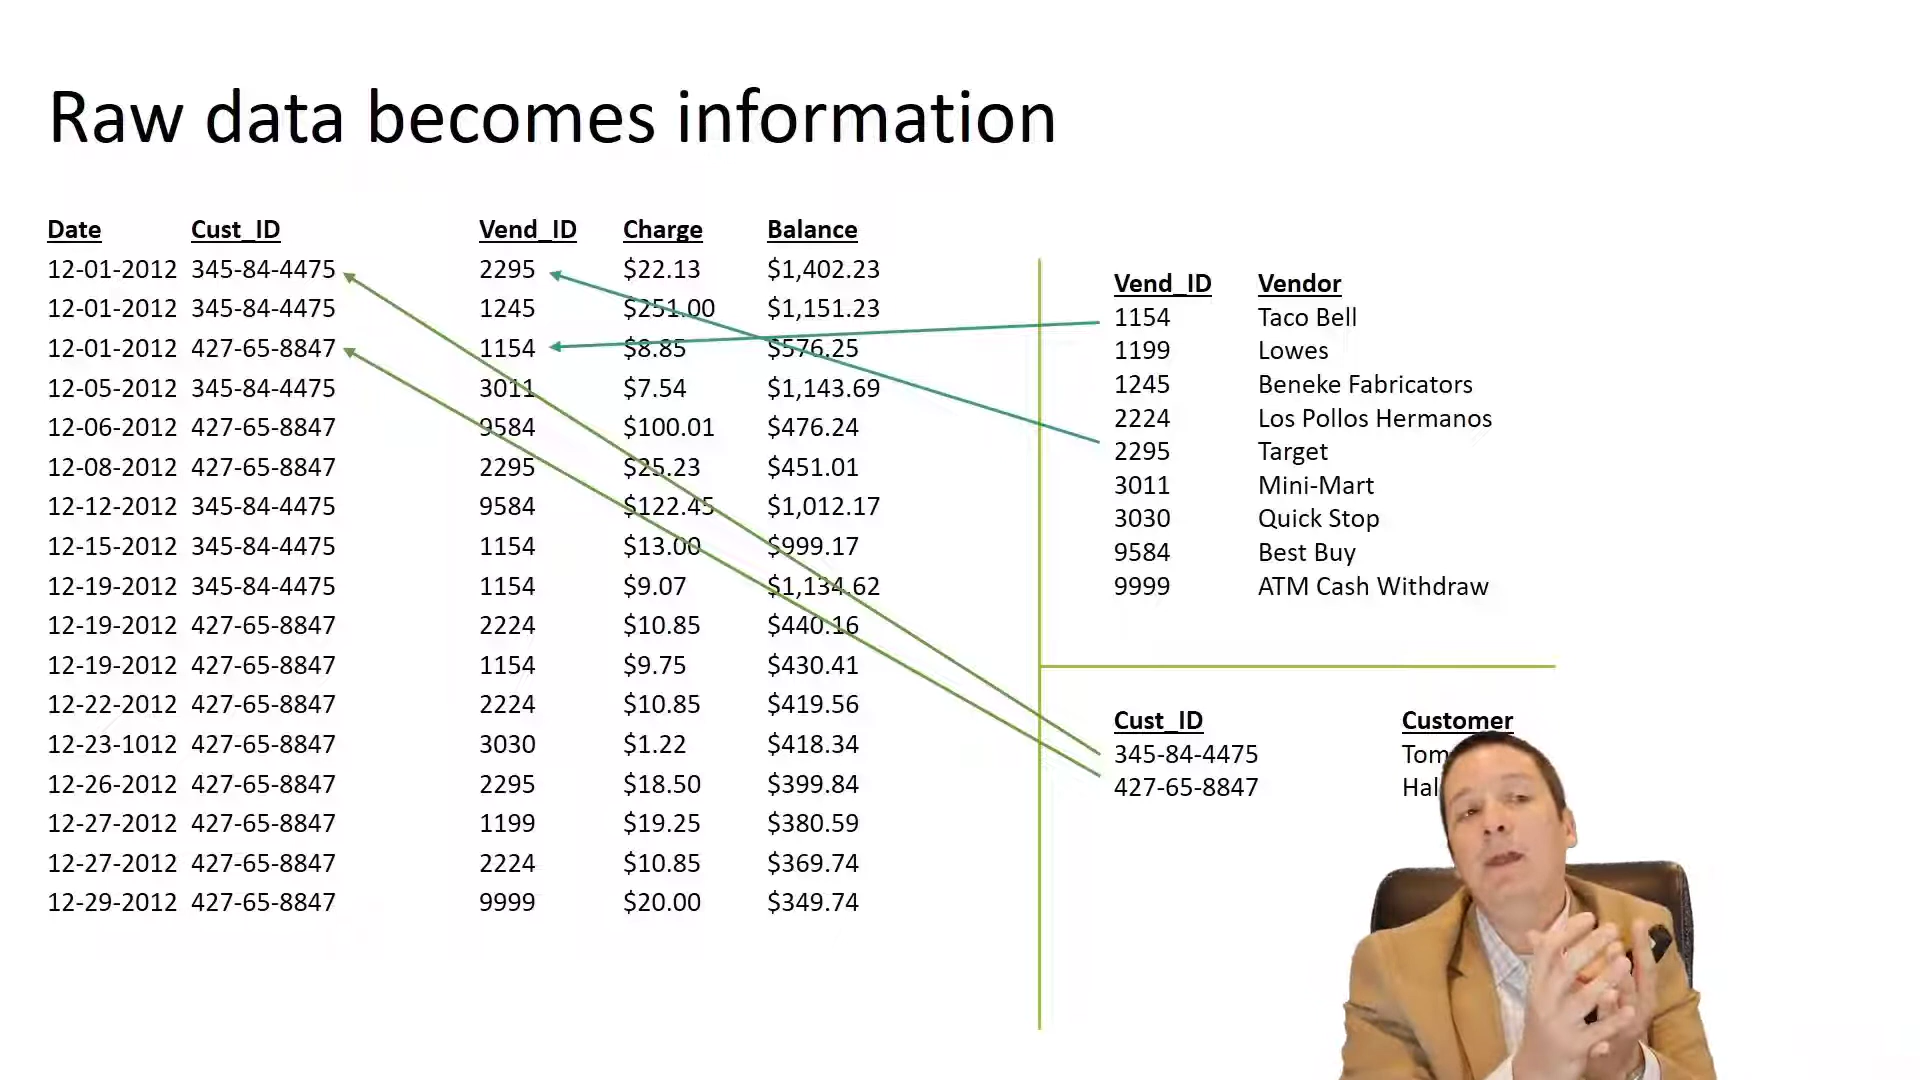 Raw data becomes information
Date Cust_ID Vend_ID Charge Balance
12-01-2012 345-84-4475 2295 $22.13 $1,402.23
12-01-2012 345-84-4475 1245 $251.00 $1,151.23
12-01-2012 427-65-8847 1154 $8.85 $576.25
12-05-2012 345-84-4475 3011 $7.54 $1,143.69
12-06-2012 427-65-8847 9584 $100.01 $476.24
12-08-2012 427-65-8847 2295 $25.23 $451.01
12-12-2012 345-84-4475 9584 $122.45 $1,012.17
12-15-2012 345-84-4475 1154 $13.00 $999.17
12-19-2012 345-84-4475 1154 $9.07 $1,134.62
12-19-2012 427-65-8847 2224 $10.85 $440.16
12-19-2012 427-65-8847 1154 $9.75 $430.41
12-22-2012 427-65-8847 2224 $10.85 $419.56
12-23-1012 427-65-8847 3030 $1.22 $418.34
12-26-2012 427-65-8847 2295 $18.50 $399.84
12-27-2012 427-65-8847 1199 $19.25 $380.59
12-27-2012 427-65-8847 2224 $10.85 $369.74
12-29-2012 427-65-8847 9999 $20.00 $349.74
Vend_ID Vendor
1154 Taco Bell
1199 Lowes
1245 Beneke Fabricators
2224 Los Pollos Hermanos
2295 Target
3011 Mini-Mart
3030 Quick Stop
9584 Best Buy
9999 ATM Cash Withdraw
Cust_ID Customer
345-84-4475 Tom
427-65-8847 Hal